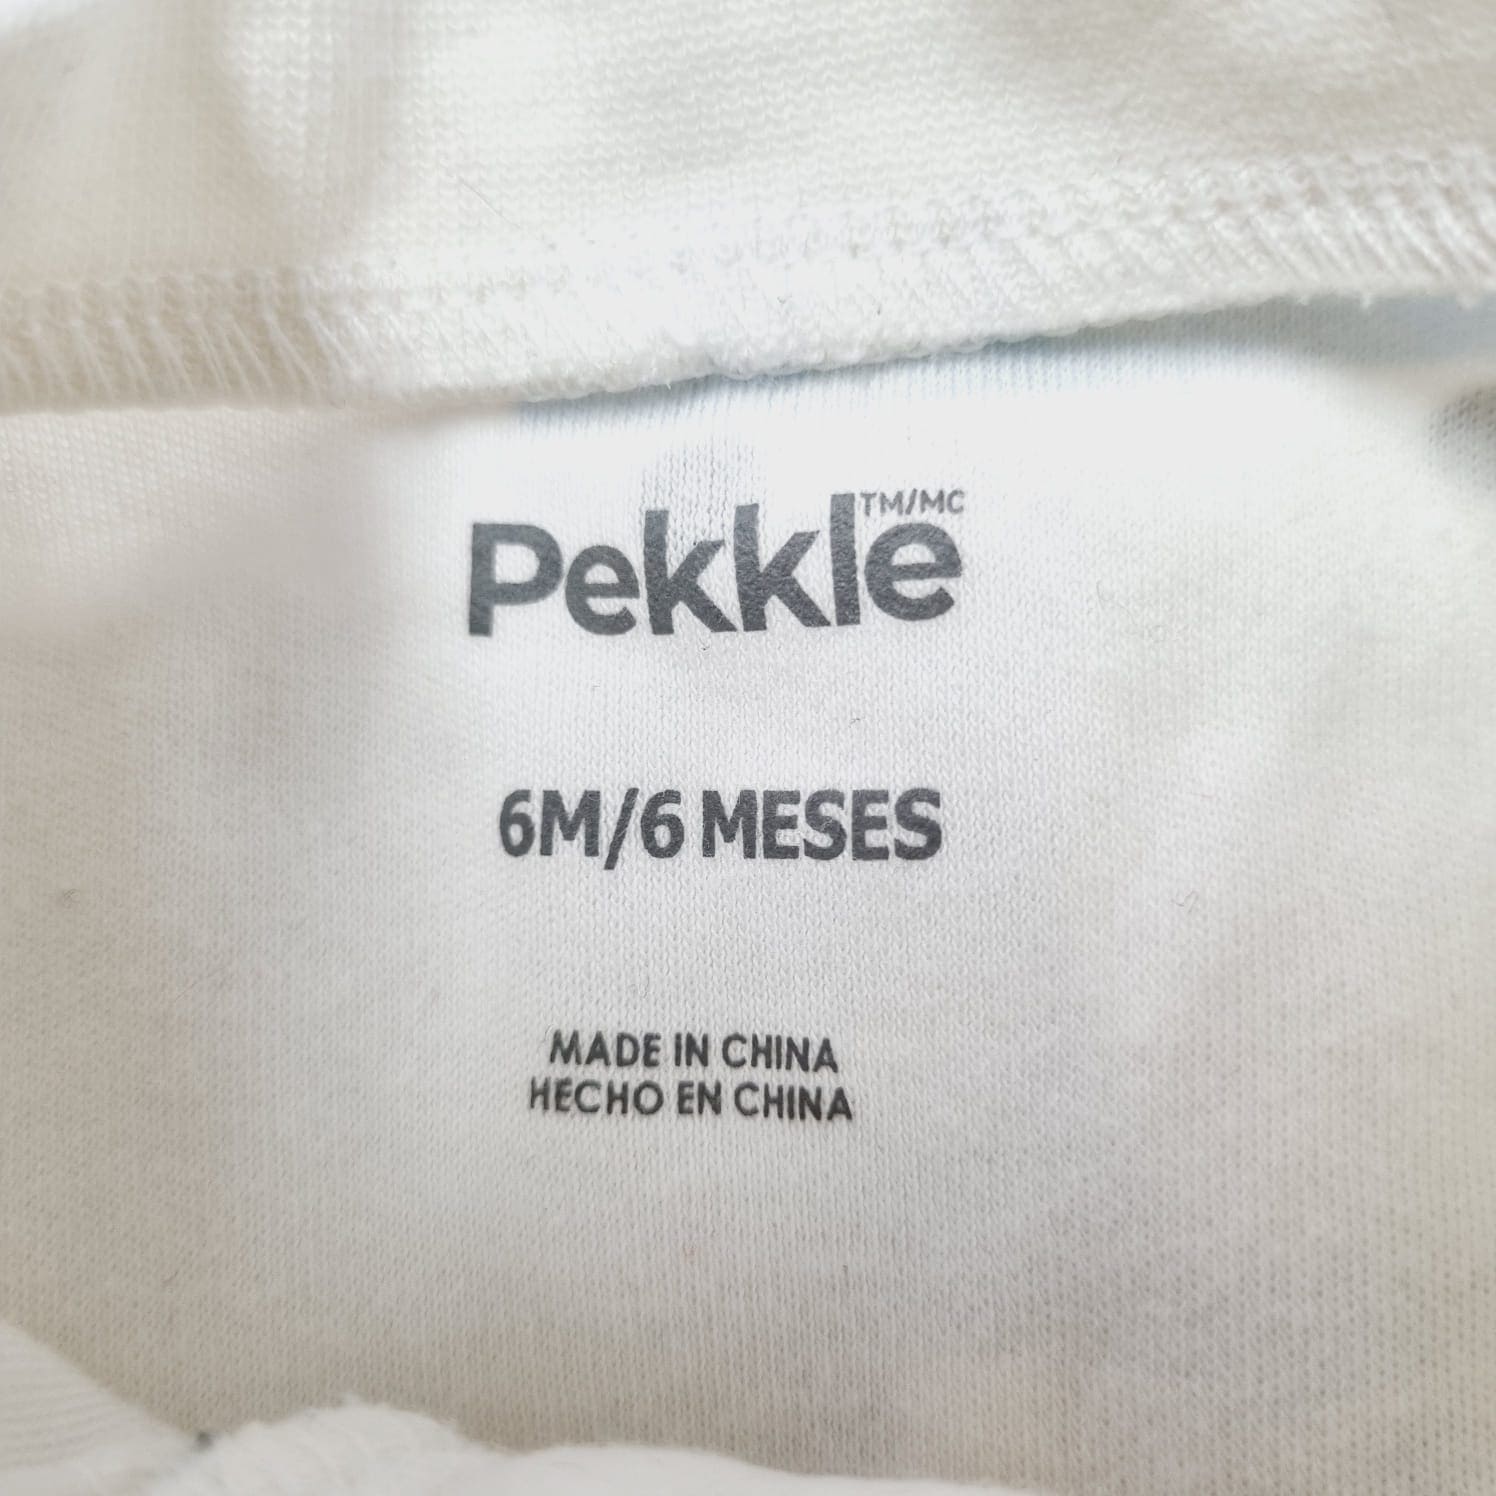 Pekkle TM/MC
6M/6 MESES
MADE IN CHINA
HECHO EN CHINA